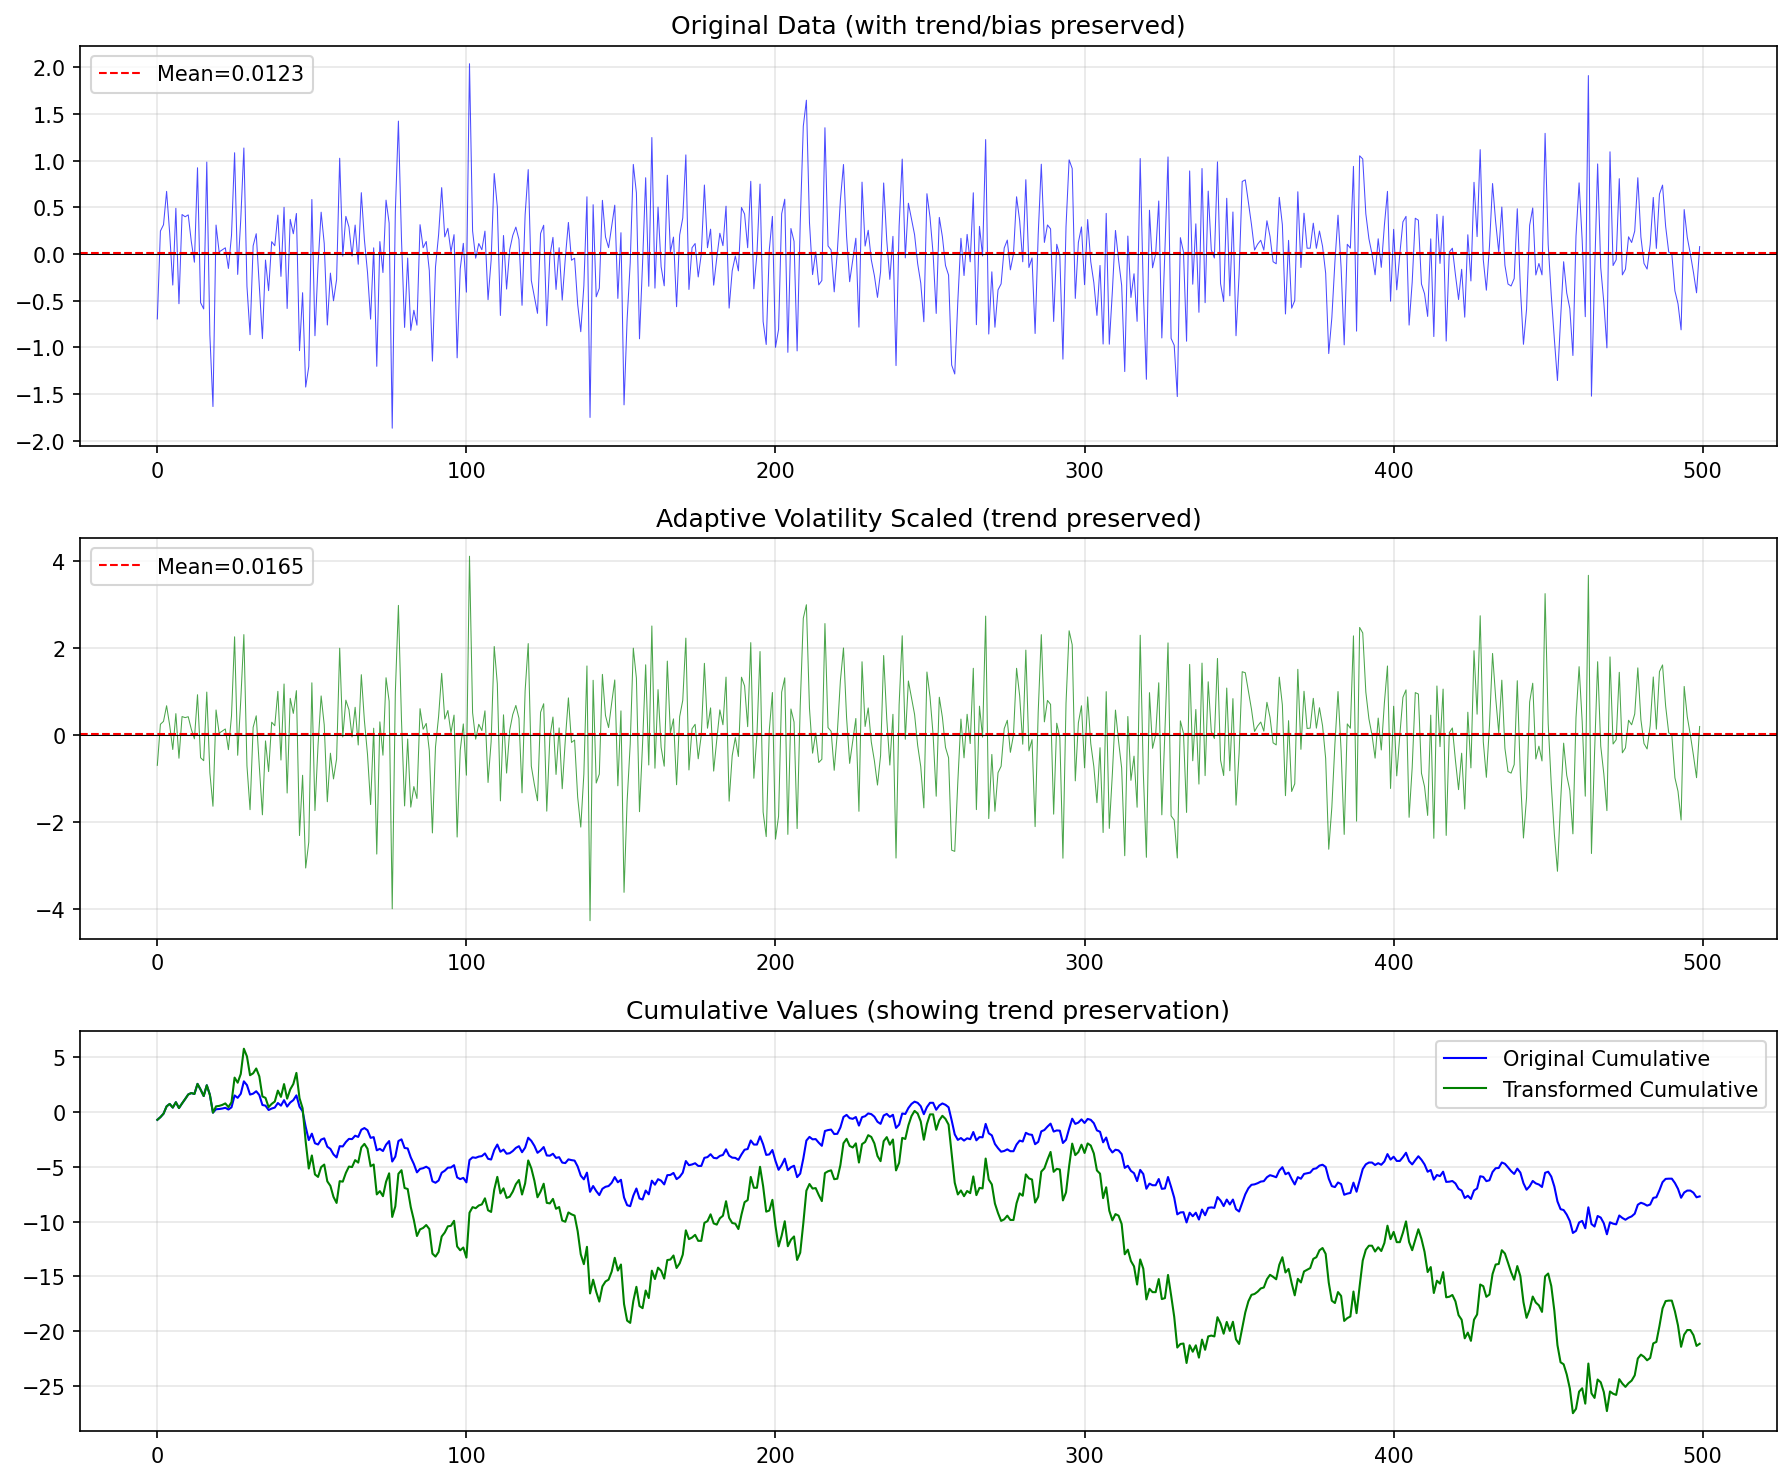 Original Data (with trend/bias preserved)
Mean=0.0123
2.0
1.5
1.0
0.5
0.0
−0.5
−1.0
−1.5
−2.0
0 100 200 300 400 500
Adaptive Volatility Scaled (trend preserved)
Mean=0.0165
4
2
0
−2
−4
0 100 200 300 400 500
Cumulative Values (showing trend preservation)
Original Cumulative
Transformed Cumulative
5
0
−5
−10
−15
−20
−25
0 100 200 300 400 500